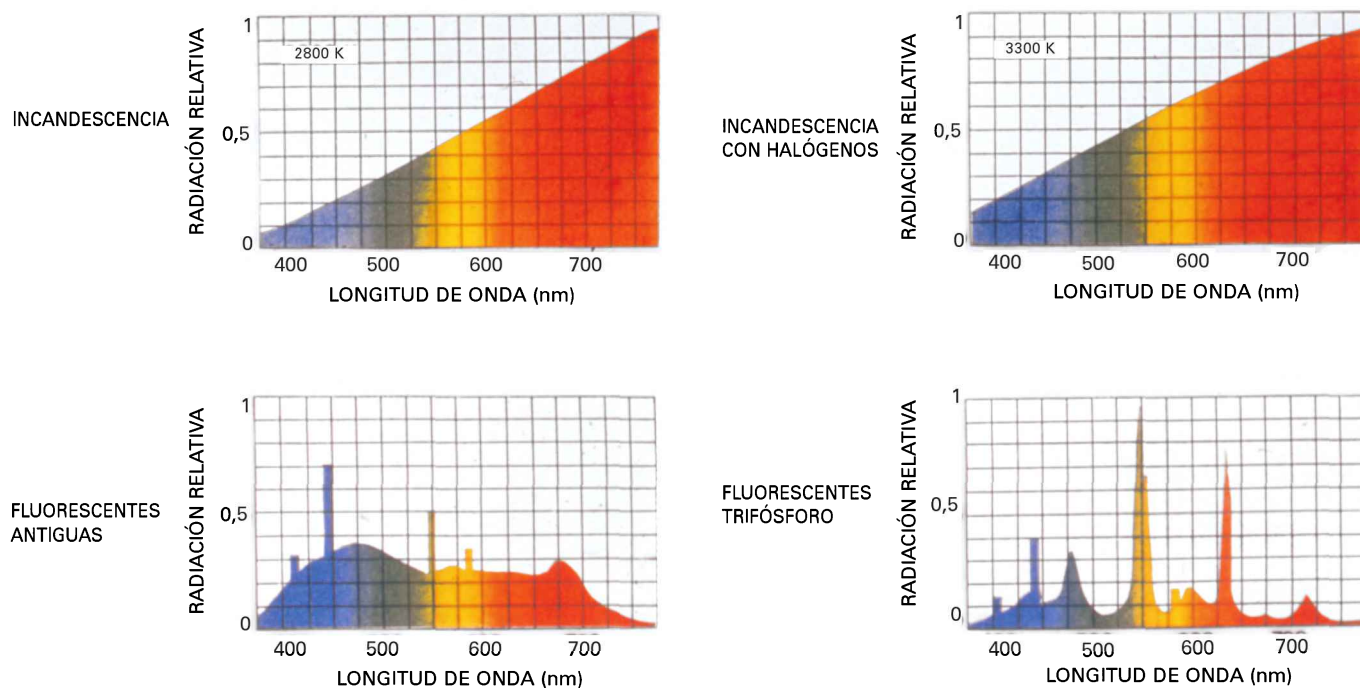 INCANDESCENCIA
RADIACIÓN RELATIVA
1
0,5
0
2800 K
400 500 600 700
LONGITUD DE ONDA (nm)
INCANDESCENCIA
CON HALÓGENOS
RADIACIÓN RELATIVA
1
0,5
0
3300 K
400 500 600 700
LONGITUD DE ONDA (nm)
FLUORESCENTES
ANTIGUAS
RADIACIÓN RELATIVA
1
0,5
0
400 500 600 700
LONGITUD DE ONDA (nm)
FLUORESCENTES
TRIFÓSFORO
RADIACIÓN RELATIVA
1
0,5
0
400 500 600 700
LONGITUD DE ONDA (nm)